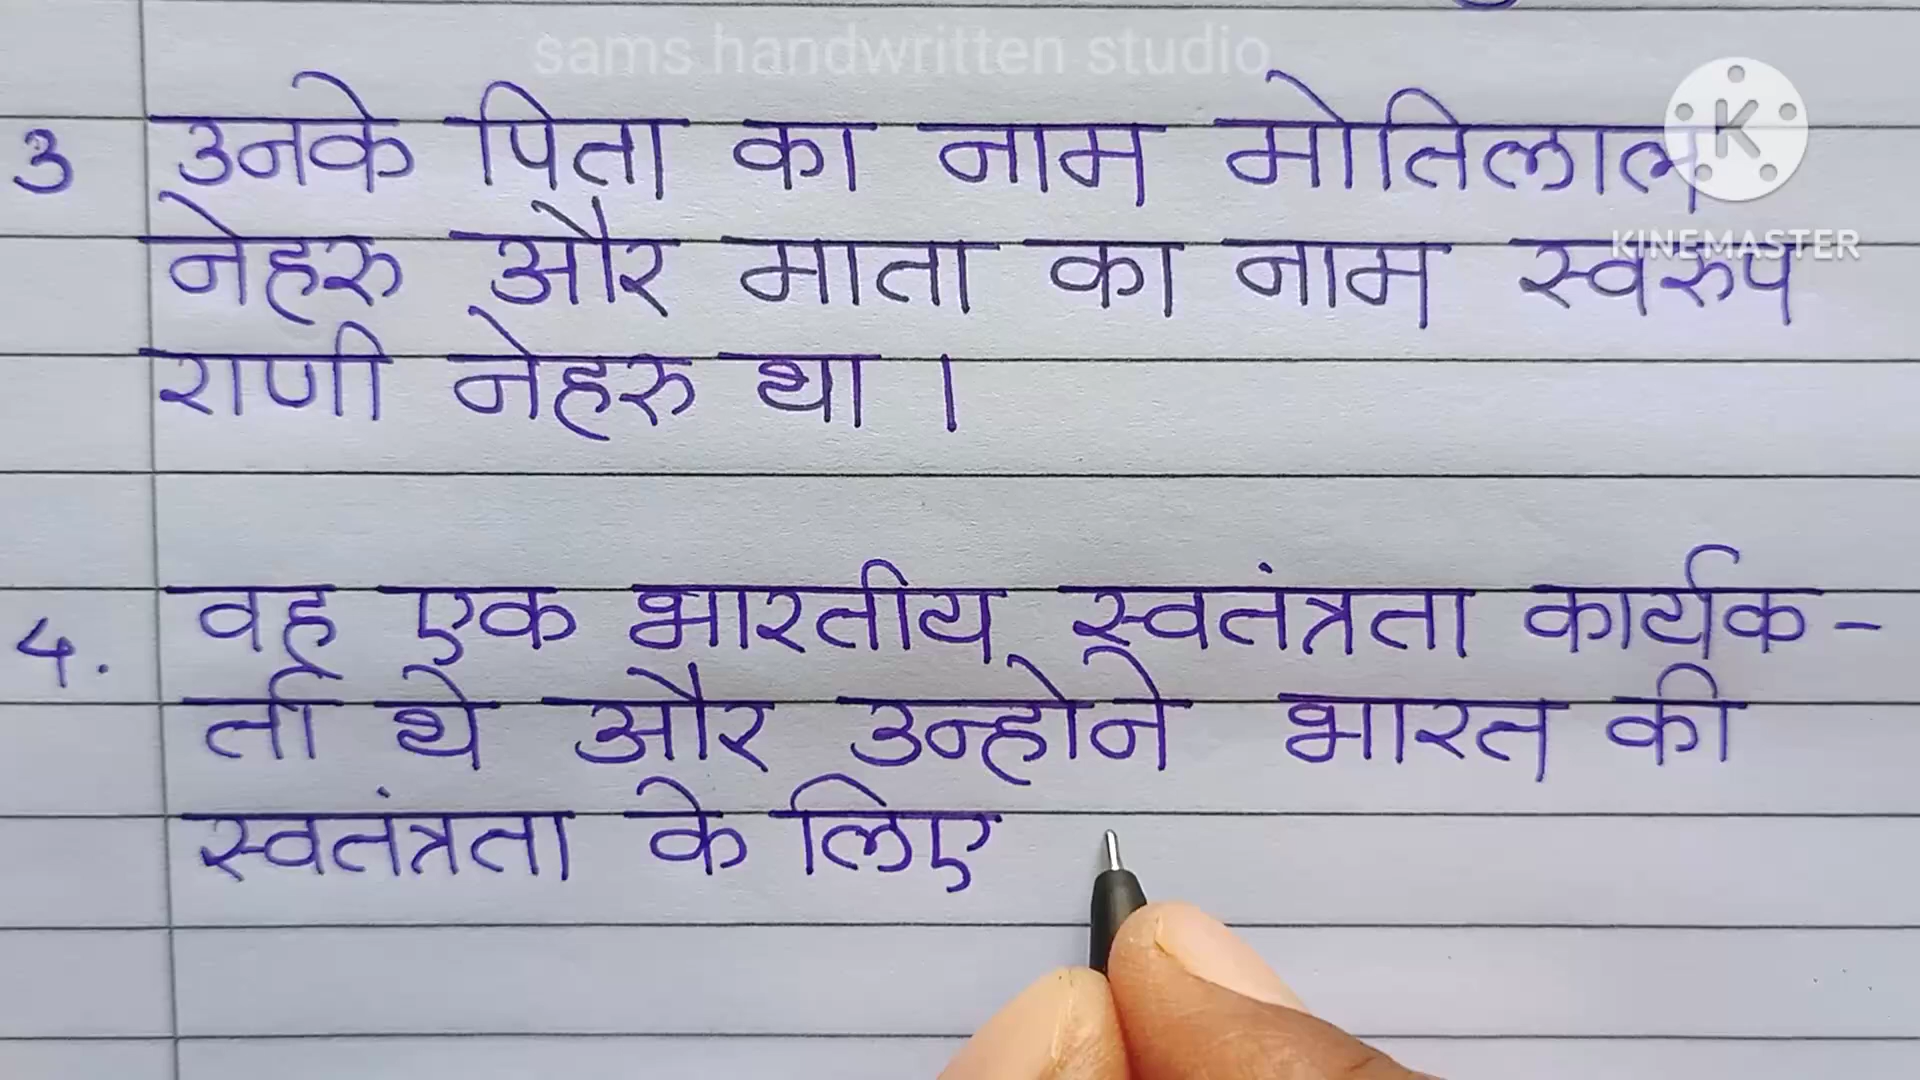 sams handwritten studio
3 उनके पिता का नाम मोतिलाल
नेहरु और माता का नाम स्वरुप
KINEMASTER
राणी नेहरु था ।
4. वह एक भारतीय स्वतंत्रता कार्यक -
र्ता थे और उन्होने भारत की
स्वतंत्रता के लिए